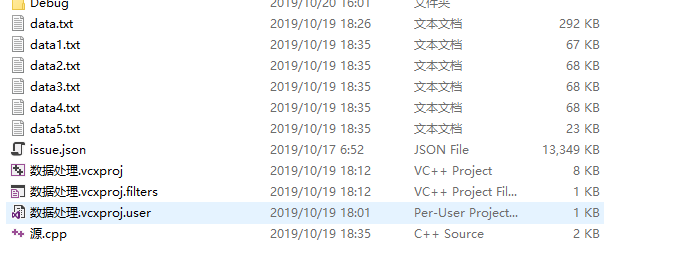 Debug 2019/10/20 16:01 文件夹
data.txt 2019/10/19 18:26 文本文档 292 KB
data1.txt 2019/10/19 18:35 文本文档 67 KB
data2.txt 2019/10/19 18:35 文本文档 68 KB
data3.txt 2019/10/19 18:35 文本文档 68 KB
data4.txt 2019/10/19 18:35 文本文档 68 KB
data5.txt 2019/10/19 18:35 文本文档 23 KB
issue.json 2019/10/17 6:52 JSON File 13,349 KB
数据处理.vcxproj 2019/10/19 18:12 VC++ Project 8 KB
数据处理.vcxproj.filters 2019/10/19 18:12 VC++ Project Fil... 1 KB
数据处理.vcxproj.user 2019/10/19 18:01 Per-User Project... 1 KB
源.cpp 2019/10/19 18:35 C++ Source 2 KB